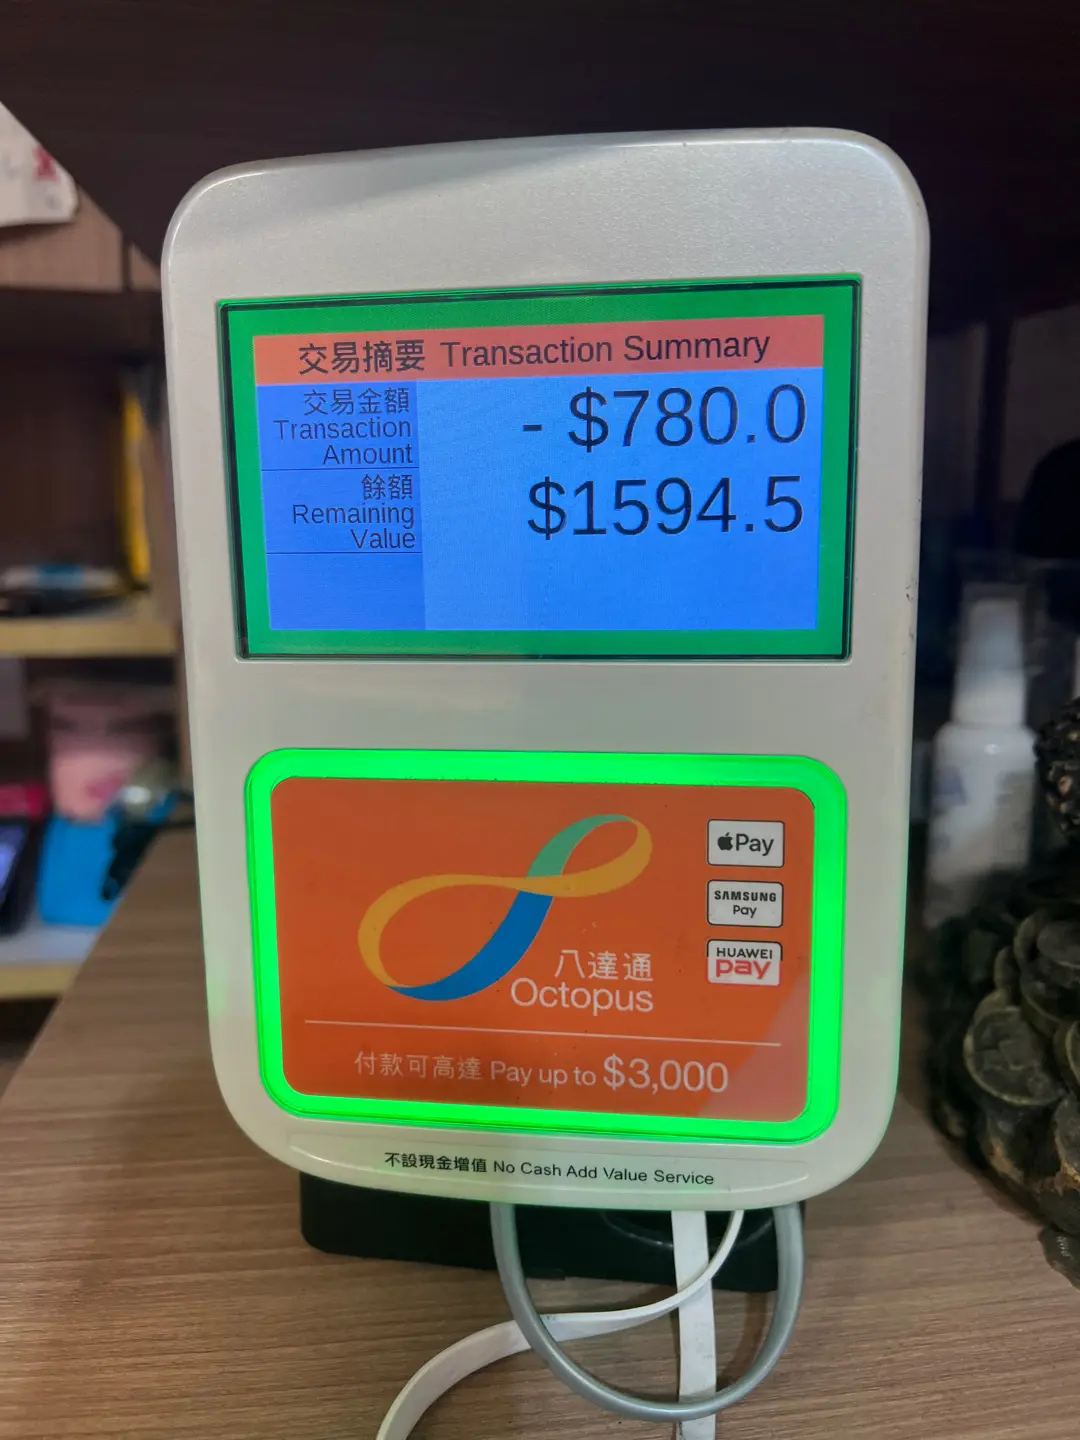 交易摘要 Transaction Summary
交易金額
Transaction
Amount
- $780.0
餘額
Remaining
Value
$1594.5
Pay
SAMSUNG
Pay
HUAWEI
pay
八達通
Octopus
付款可高達 Pay up to $3,000
不設現金增值 No Cash Add Value Service